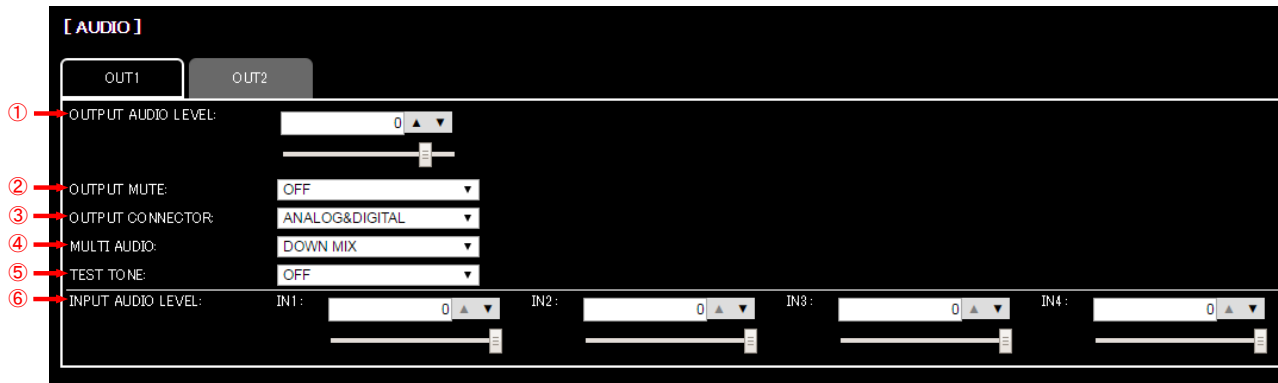 [ AUDIO ]
OUT1 OUT2
① OUTPUT AUDIO LEVEL: 0 ▲ ▼
② OUTPUT MUTE: OFF ▼
③ OUTPUT CONNECTOR: ANALOG&DIGITAL ▼
④ MULTI AUDIO: DOWN MIX ▼
⑤ TEST TONE: OFF ▼
⑥ INPUT AUDIO LEVEL: IN1: 0 ▲ ▼ IN2: 0 ▲ ▼ IN3: 0 ▲ ▼ IN4: 0 ▲ ▼